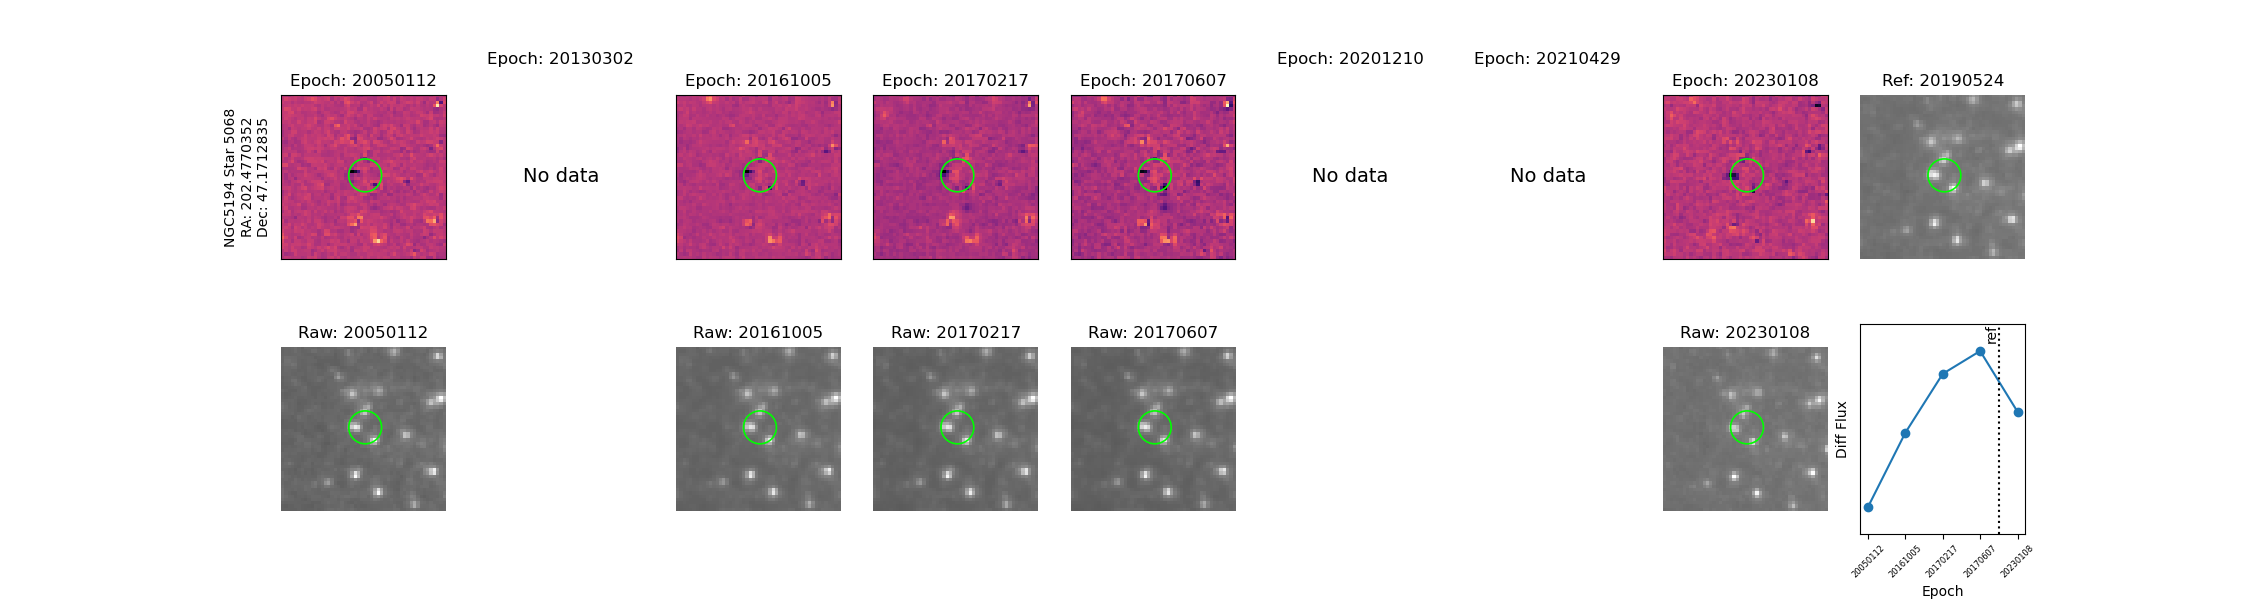 Epoch: 20050112
Epoch: 20130302
Epoch: 20161005
Epoch: 20170217
Epoch: 20170607
Epoch: 20201210
Epoch: 20210429
Epoch: 20230108
Ref: 20190524
NGC5194 Star 5068
RA: 202.4770352
Dec: 47.1712835
No data
No data
No data
Raw: 20050112
Raw: 20161005
Raw: 20170217
Raw: 20170607
Raw: 20230108
ref
Diff Flux
20050112
20161005
20170217
20170607
20230108
Epoch